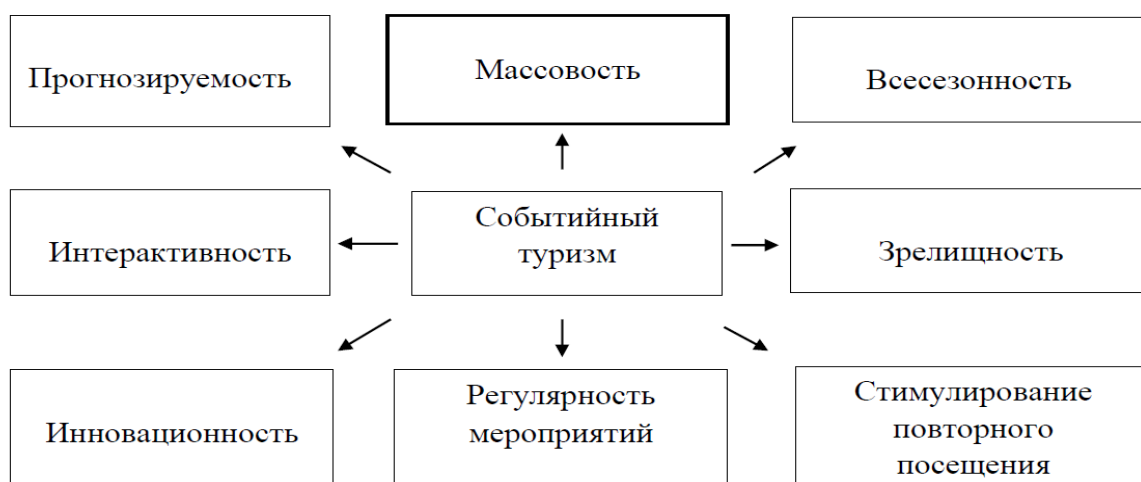 Прогнозируемость
Массовость
Всесезонность
Интерактивность
Событийный
туризм
Зрелищность
Инновационность
Регулярность
мероприятий
Стимулирование
повторного
посещения